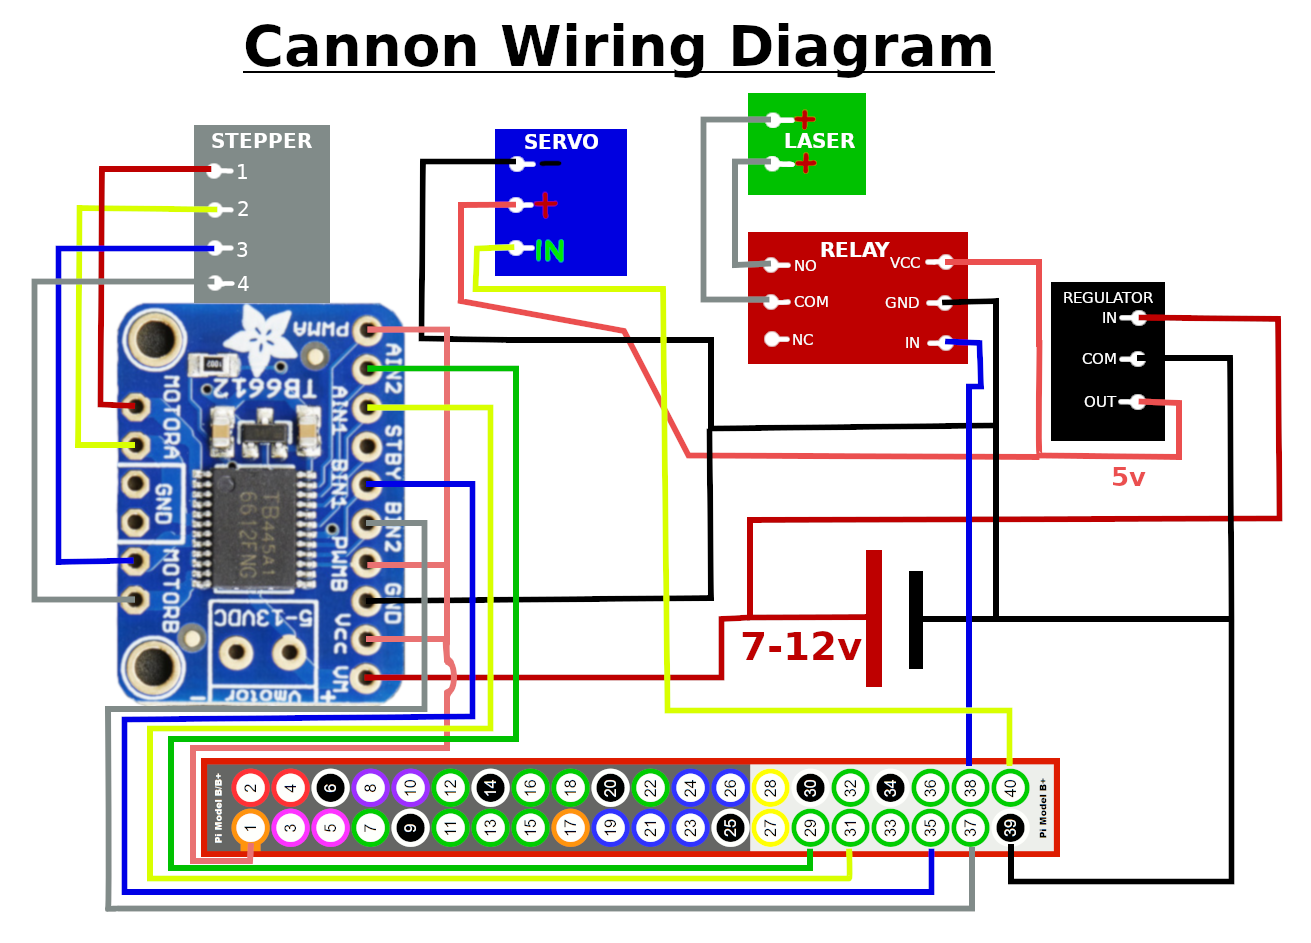 Cannon Wiring Diagram
STEPPER
1
2
3
4
SERVO
IN
LASER
RELAY
VCC
NO
GND
COM
IN
NC
REGULATOR
IN
COM
OUT
5v
7-12v
PWMA
AIN2
AIN1
STBY
BIN1
BIN2
PWMB
GND
VCC
VM
TB6612
MOTORA
GND
MOTORB
TB445A1
6612FNG
5-13VDC
Vmotor
Pi Model B/B+
2 4 6 8 10 12 14 16 18 20 22 24 26 28 30 32 34 36 38 40
1 3 5 7 9 11 13 15 17 19 21 23 25 27 29 31 33 35 37 39
Pi Model B+